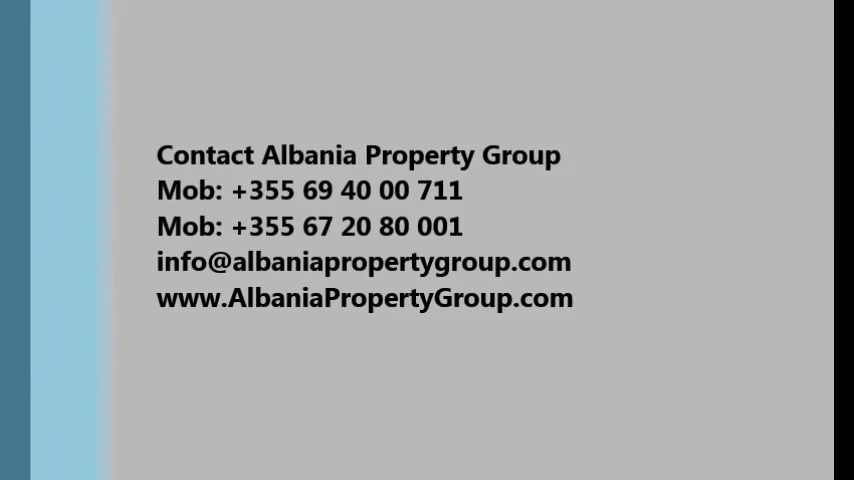 Contact Albania Property Group
Mob: +355 69 40 00 711
Mob: +355 67 20 80 001
info@albaniapropertygroup.com
www.AlbaniaPropertyGroup.com